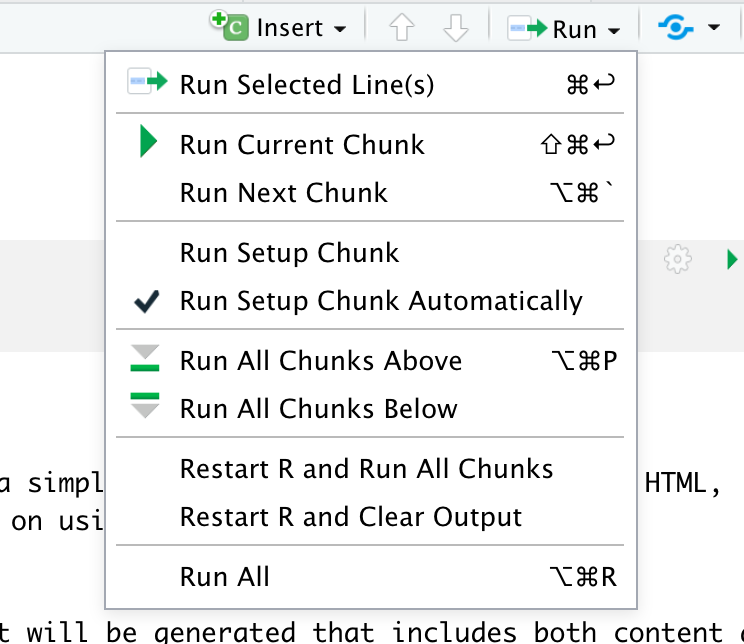 C Insert Run
Run Selected Line(s) ⌘↩
Run Current Chunk ⇧⌘↩
Run Next Chunk ⌥⌘`
Run Setup Chunk
Run Setup Chunk Automatically
Run All Chunks Above ⌥⌘P
Run All Chunks Below
a simpl HTML,
Restart R and Run All Chunks
on usi
Restart R and Clear Output
Run All ⌥⌘R
t will be generated that includes both content